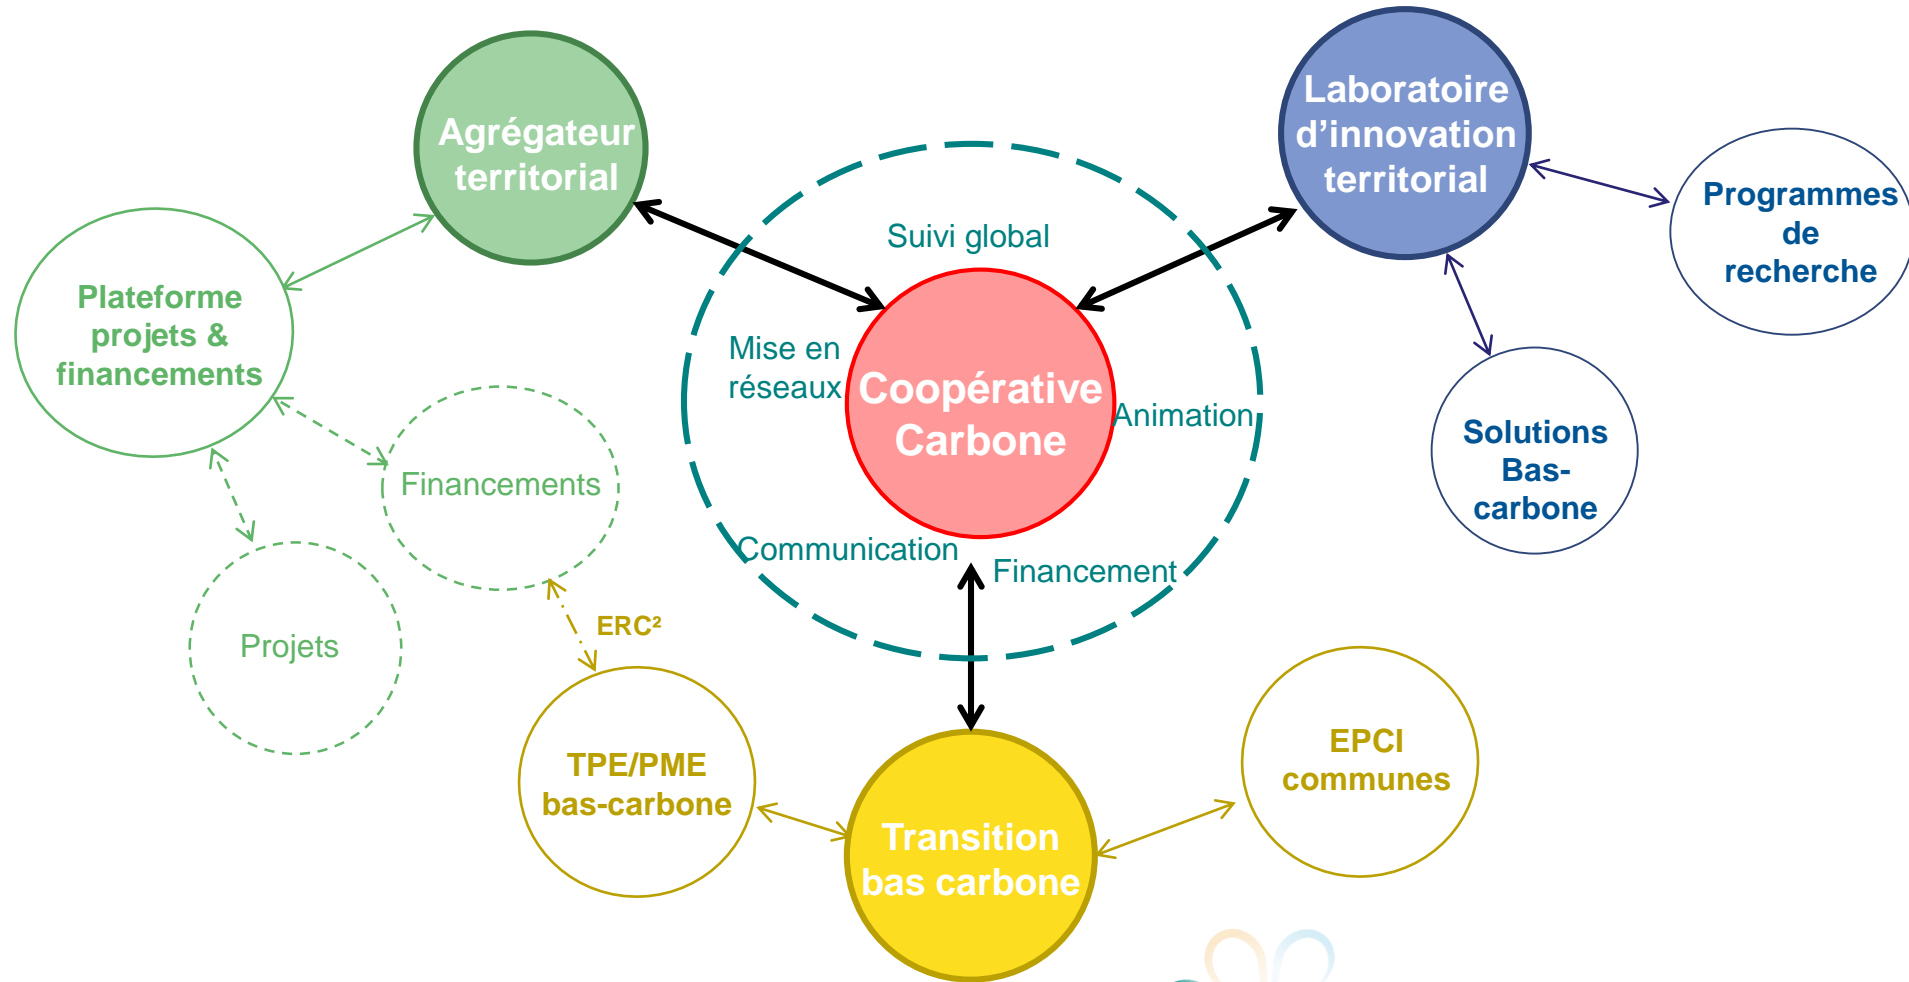 Agrégateur
territorial
Laboratoire
d’innovation
territorial
Programmes
de
recherche
Suivi global
Plateforme
projets &
financements
Mise en
réseaux
Coopérative
Carbone
Animation
Solutions
Bas-
carbone
Financements
Communication
Financement
ERC²
Projets
TPE/PME
bas-carbone
EPCI
communes
Transition
bas carbone